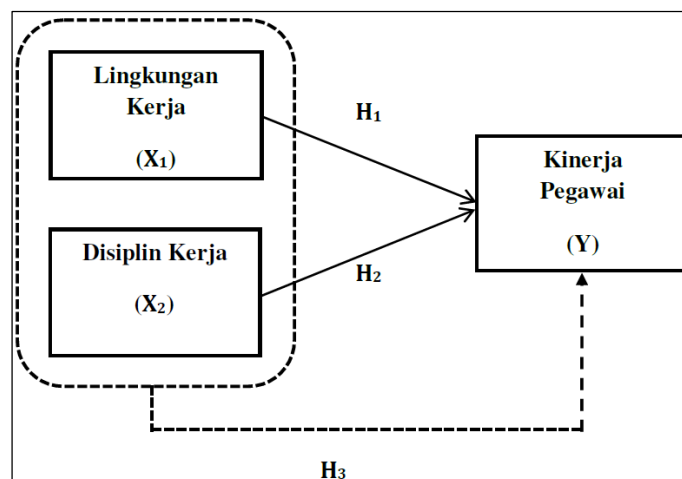 Lingkungan
Kerja
(X₁)
H₁
Kinerja
Pegawai
(Y)
Disiplin Kerja
(X₂)
H₂
H₃